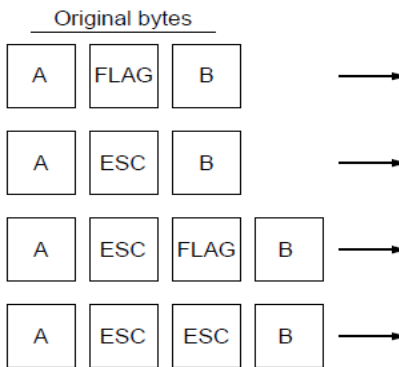 Original bytes
A FLAG B
A ESC B
A ESC FLAG B
A ESC ESC B